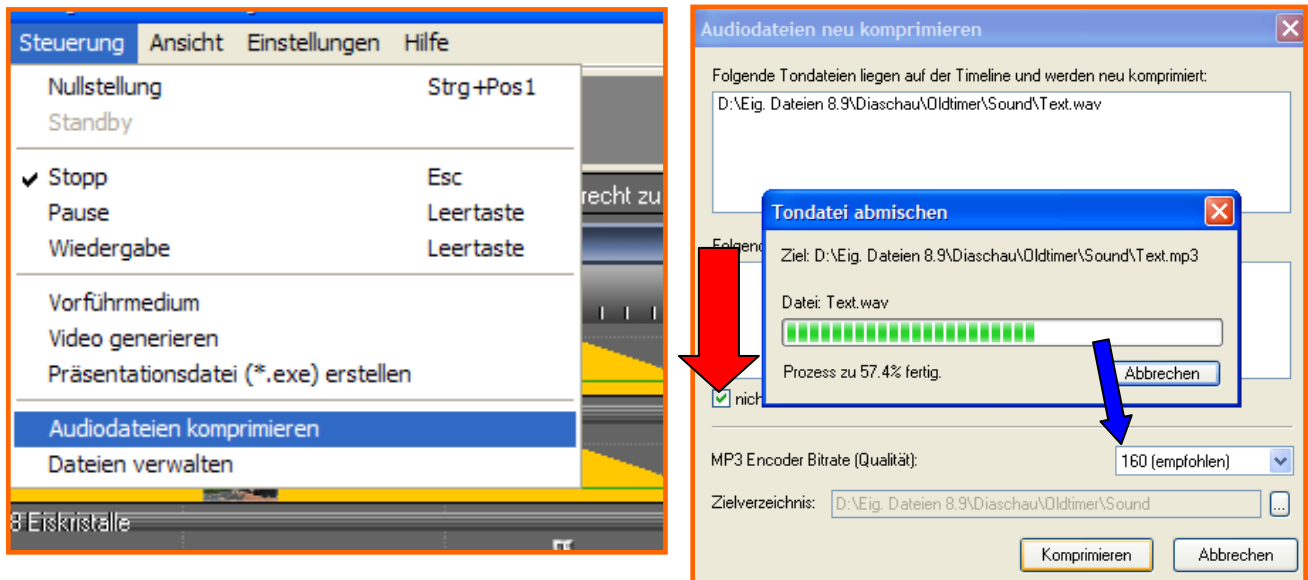 Steuerung Ansicht Einstellungen Hilfe
Nullstellung Strg+Pos1
Standby
Stopp Esc
Pause Leertaste
Wiedergabe Leertaste
Vorführmedium
Video generieren
Präsentationsdatei (*.exe) erstellen
Audiodateien komprimieren
Dateien verwalten
recht zu
Eiskristalle
Audiodateien neu komprimieren
Folgende Tondateien liegen auf der Timeline und werden neu komprimiert:
D:\Eig. Dateien 8.9\Diaschau\Oldtimer\Sound\Text.wav
Tondatei abmischen
Ziel: D:\Eig. Dateien 8.9\Diaschau\Oldtimer\Sound\Text.mp3
Datei: Text.wav
Prozess zu 57.4% fertig.
Abbrechen
nich
MP3 Encoder Bitrate (Qualität): 160 (empfohlen)
Zielverzeichnis: D:\Eig. Dateien 8.9\Diaschau\Oldtimer\Sound ...
Komprimieren Abbrechen